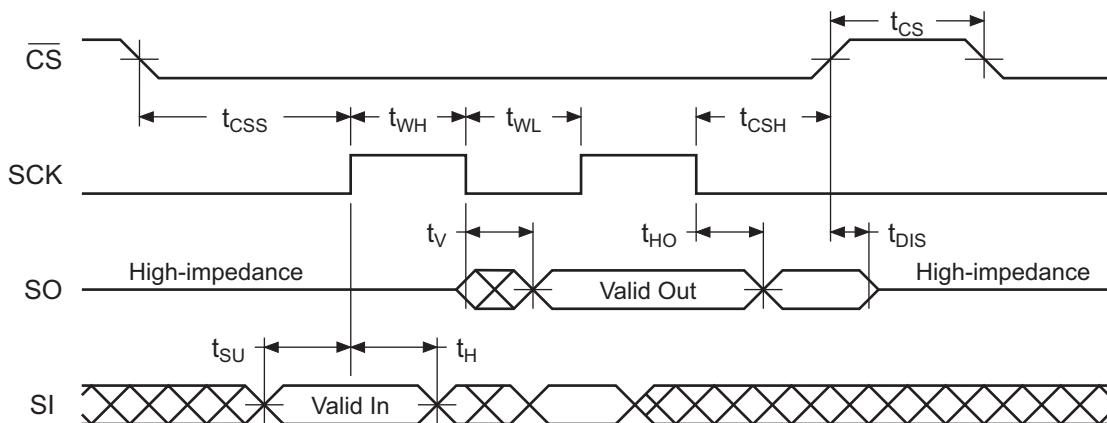 t_CS
C̅S̅
t_CSS t_WH t_WL t_CSH
SCK
t_V t_HO t_DIS
High-impedance High-impedance
SO Valid Out
t_SU t_H
SI Valid In